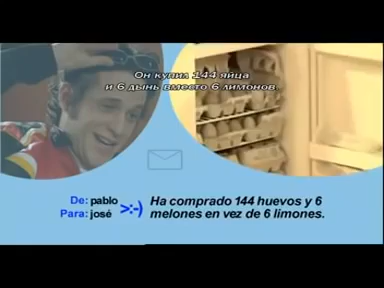 Он купил 144 яйца
и 6 дынь вместо 6 лимонов.
De: pablo
Para: josé
>:-)
Ha comprado 144 huevos y 6
melones en vez de 6 limones.